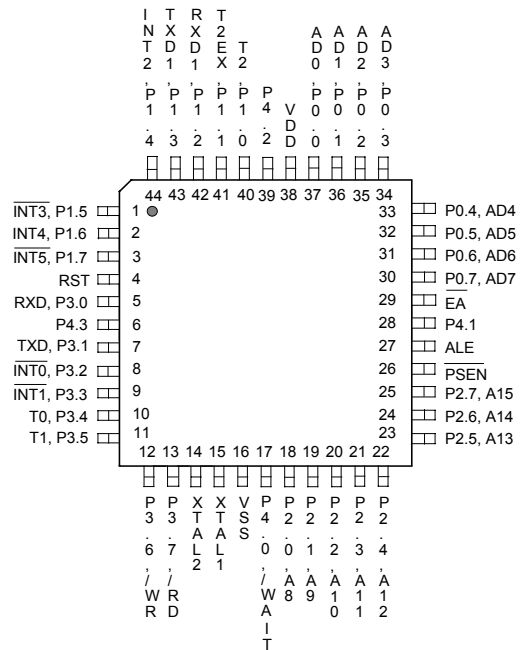 INT2,P1.4
TXD1,P1.3
RXD1,P1.2
T2EX,P1.1
T2,P1.0
P4.2
VDD
AD0,P0.0
AD1,P0.1
AD2,P0.2
AD3,P0.3
44 43 42 41 40 39 38 37 36 35 34
INT3, P1.5 1
INT4, P1.6 2
INT5, P1.7 3
RST 4
RXD, P3.0 5
P4.3 6
TXD, P3.1 7
INT0, P3.2 8
INT1, P3.3 9
T0, P3.4 10
T1, P3.5 11
33 P0.4, AD4
32 P0.5, AD5
31 P0.6, AD6
30 P0.7, AD7
29 EA
28 P4.1
27 ALE
26 PSEN
25 P2.7, A15
24 P2.6, A14
23 P2.5, A13
12 13 14 15 16 17 18 19 20 21 22
P3.6,/WR
P3.7,/RD
XTAL2
XTAL1
VSS
P4.0,/WAIT
P2.0,A8
P2.1,A9
P2.2,A10
P2.3,A11
P2.4,A12